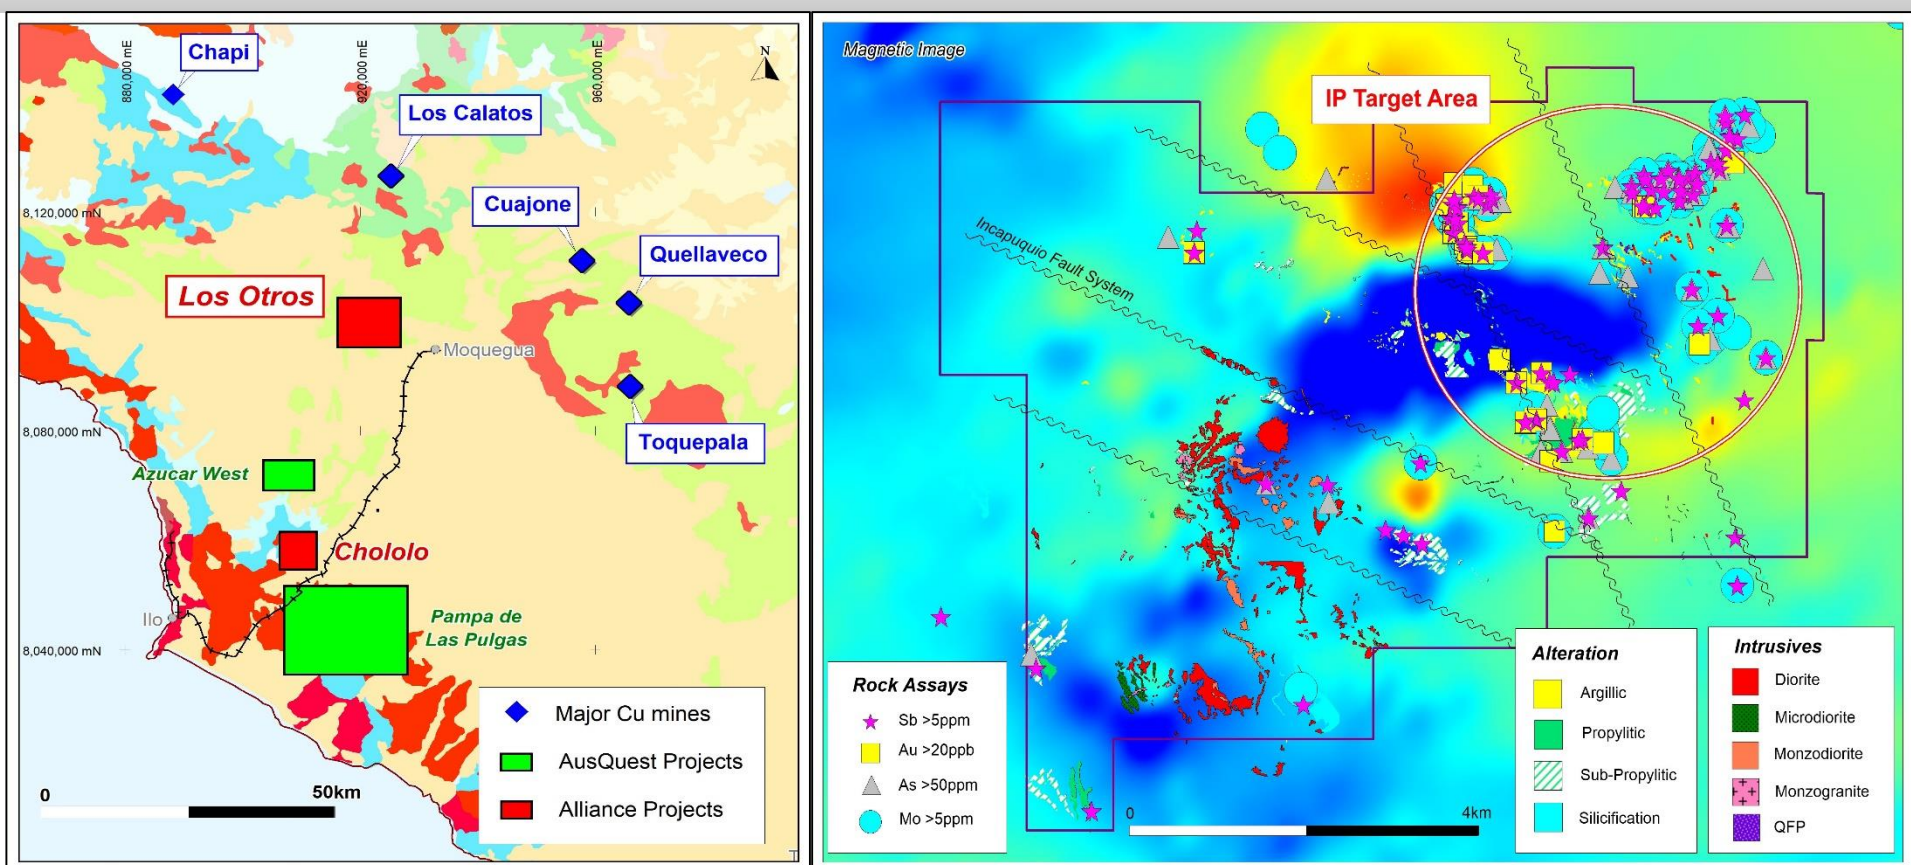 Chapi
880,000 mE
920,000 mE
960,000 mE
N
Los Calatos
Cuajone
8,120,000 mN
Quellaveco
Los Otros
Moquegua
8,080,000 mN
Toquepala
Azucar West
Chololo
Ilo
Pampa de
Las Pulgas
8,040,000 mN
Major Cu mines
AusQuest Projects
Alliance Projects
0
50km
Magnetic Image
IP Target Area
Incapuquio Fault System
Rock Assays
Sb >5ppm
Au >20ppb
As >50ppm
Mo >5ppm
0
4km
Alteration
Argillic
Propylitic
Sub-Propylitic
Silicification
Intrusives
Diorite
Microdiorite
Monzodiorite
Monzogranite
QFP